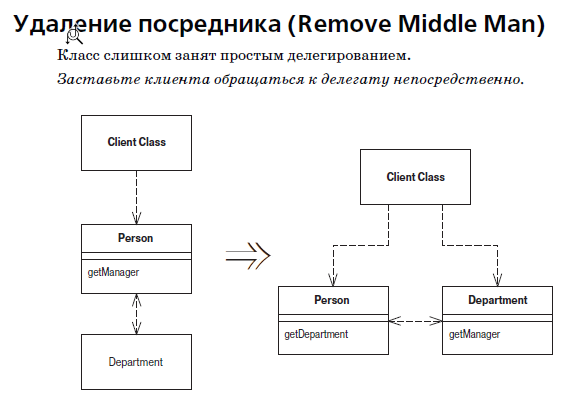 Удаление посредника (Remove Middle Man)
Класс слишком занят простым делегированием.
Заставьте клиента обращаться к делегату непосредственно.
Client Class
Person
getManager
Department
Client Class
Person
getDepartment
Department
getManager